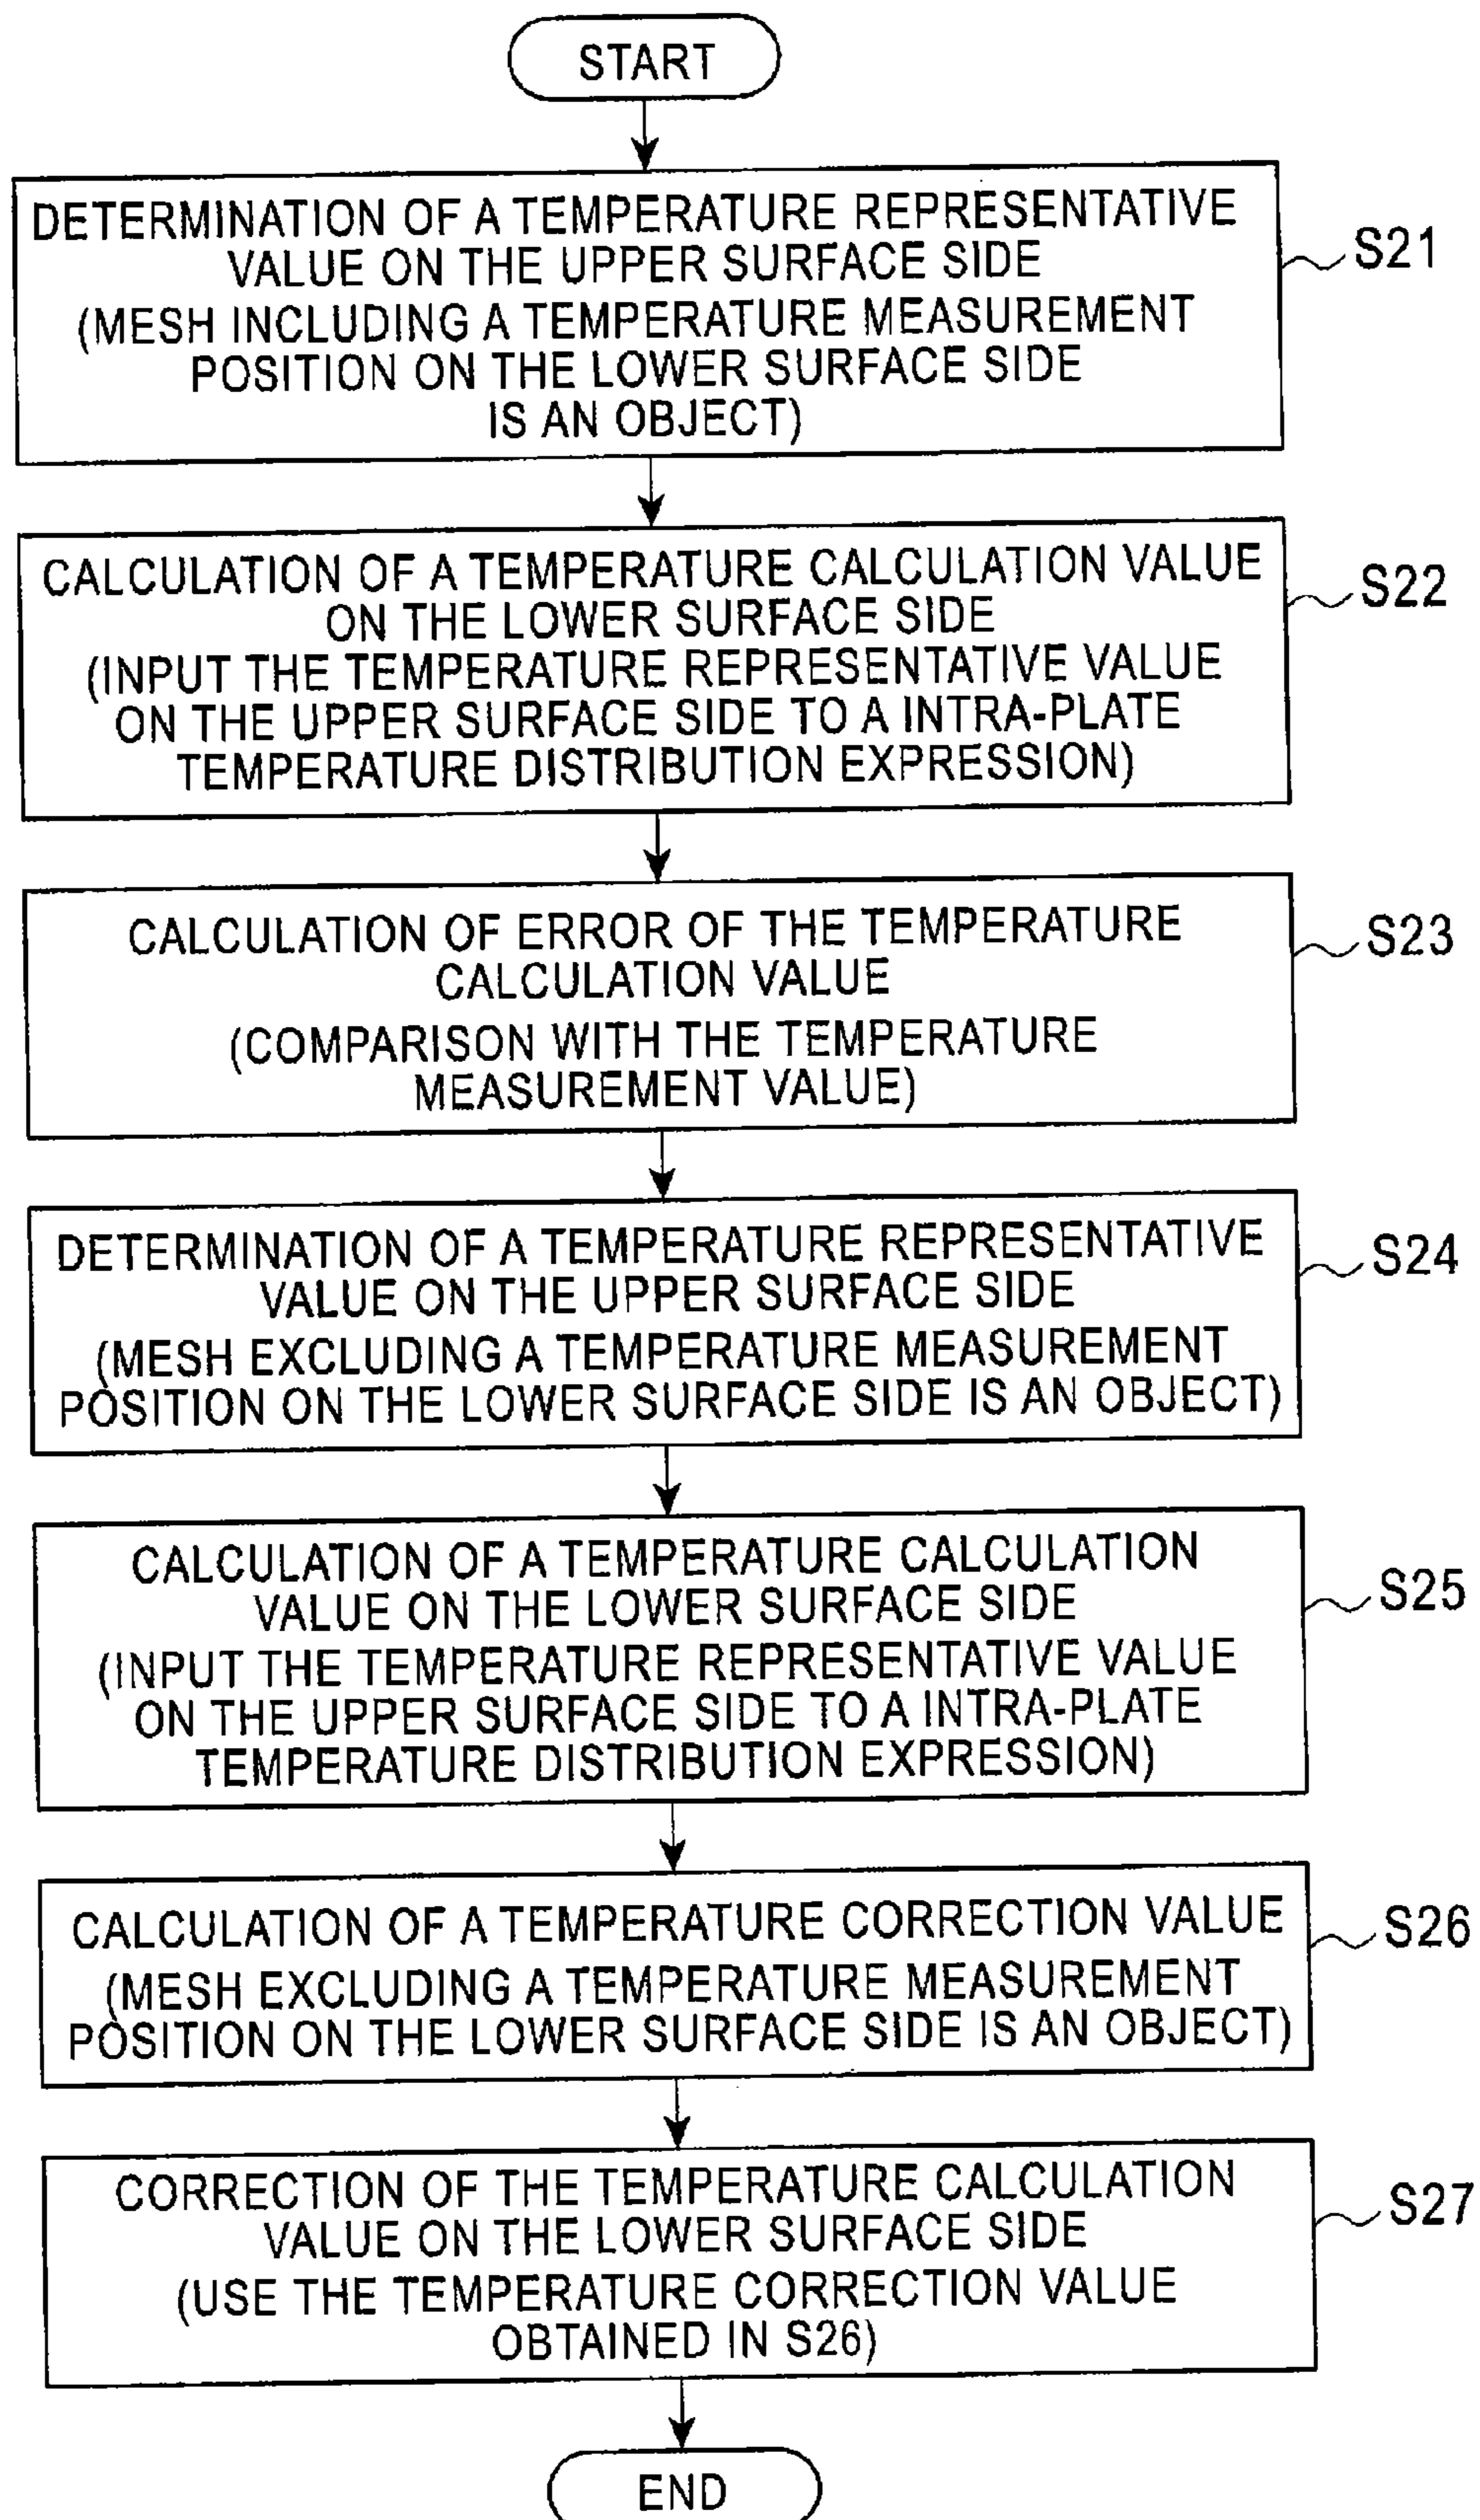 START
DETERMINATION OF A TEMPERATURE REPRESENTATIVE
VALUE ON THE UPPER SURFACE SIDE
(MESH INCLUDING A TEMPERATURE MEASUREMENT
POSITION ON THE LOWER SURFACE SIDE
IS AN OBJECT)
S21
CALCULATION OF A TEMPERATURE CALCULATION VALUE
ON THE LOWER SURFACE SIDE
(INPUT THE TEMPERATURE REPRESENTATIVE VALUE
ON THE UPPER SURFACE SIDE TO A INTRA-PLATE
TEMPERATURE DISTRIBUTION EXPRESSION)
S22
CALCULATION OF ERROR OF THE TEMPERATURE
CALCULATION VALUE
(COMPARISON WITH THE TEMPERATURE
MEASUREMENT VALUE)
S23
DETERMINATION OF A TEMPERATURE REPRESENTATIVE
VALUE ON THE UPPER SURFACE SIDE
(MESH EXCLUDING A TEMPERATURE MEASUREMENT
POSITION ON THE LOWER SURFACE SIDE IS AN OBJECT)
S24
CALCULATION OF A TEMPERATURE CALCULATION
VALUE ON THE LOWER SURFACE SIDE
(INPUT THE TEMPERATURE REPRESENTATIVE VALUE
ON THE UPPER SURFACE SIDE TO A INTRA-PLATE
TEMPERATURE DISTRIBUTION EXPRESSION)
S25
CALCULATION OF A TEMPERATURE CORRECTION VALUE
(MESH EXCLUDING A TEMPERATURE MEASUREMENT
POSITION ON THE LOWER SURFACE SIDE IS AN OBJECT)
S26
CORRECTION OF THE TEMPERATURE CALCULATION
VALUE ON THE LOWER SURFACE SIDE
(USE THE TEMPERATURE CORRECTION VALUE
OBTAINED IN S26)
S27
END